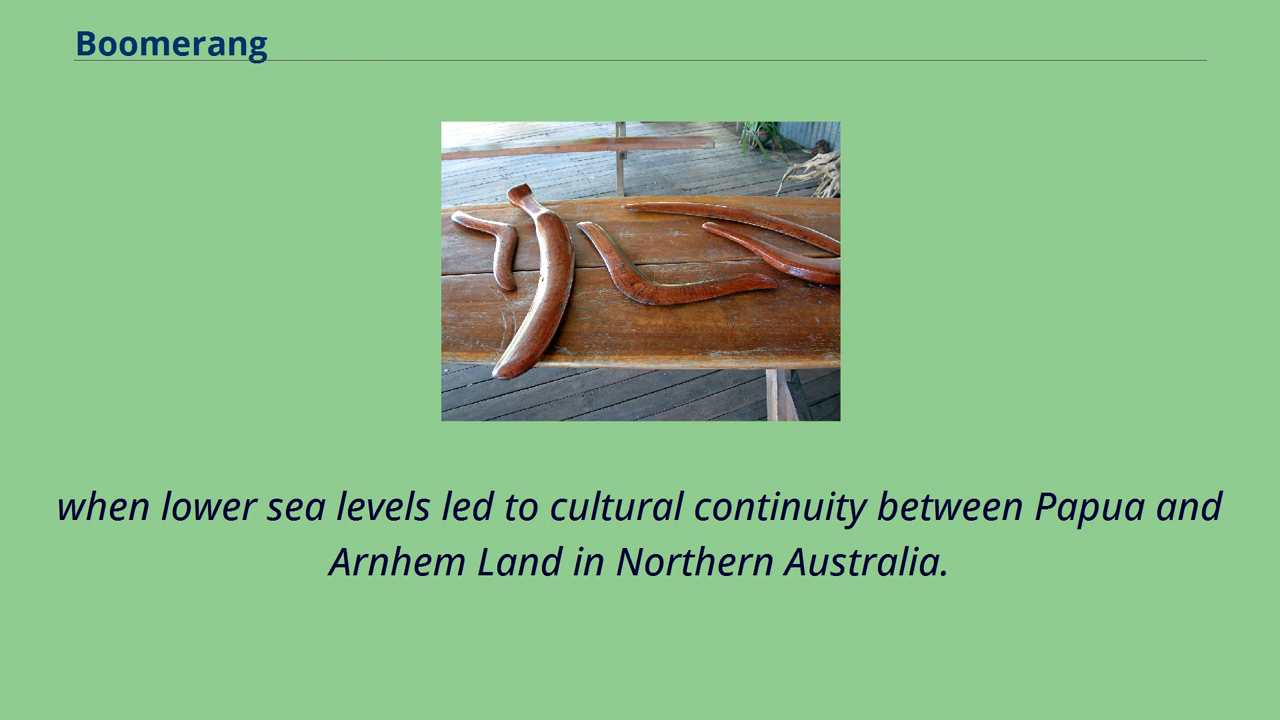 Boomerang
when lower sea levels led to cultural continuity between Papua and
Arnhem Land in Northern Australia.